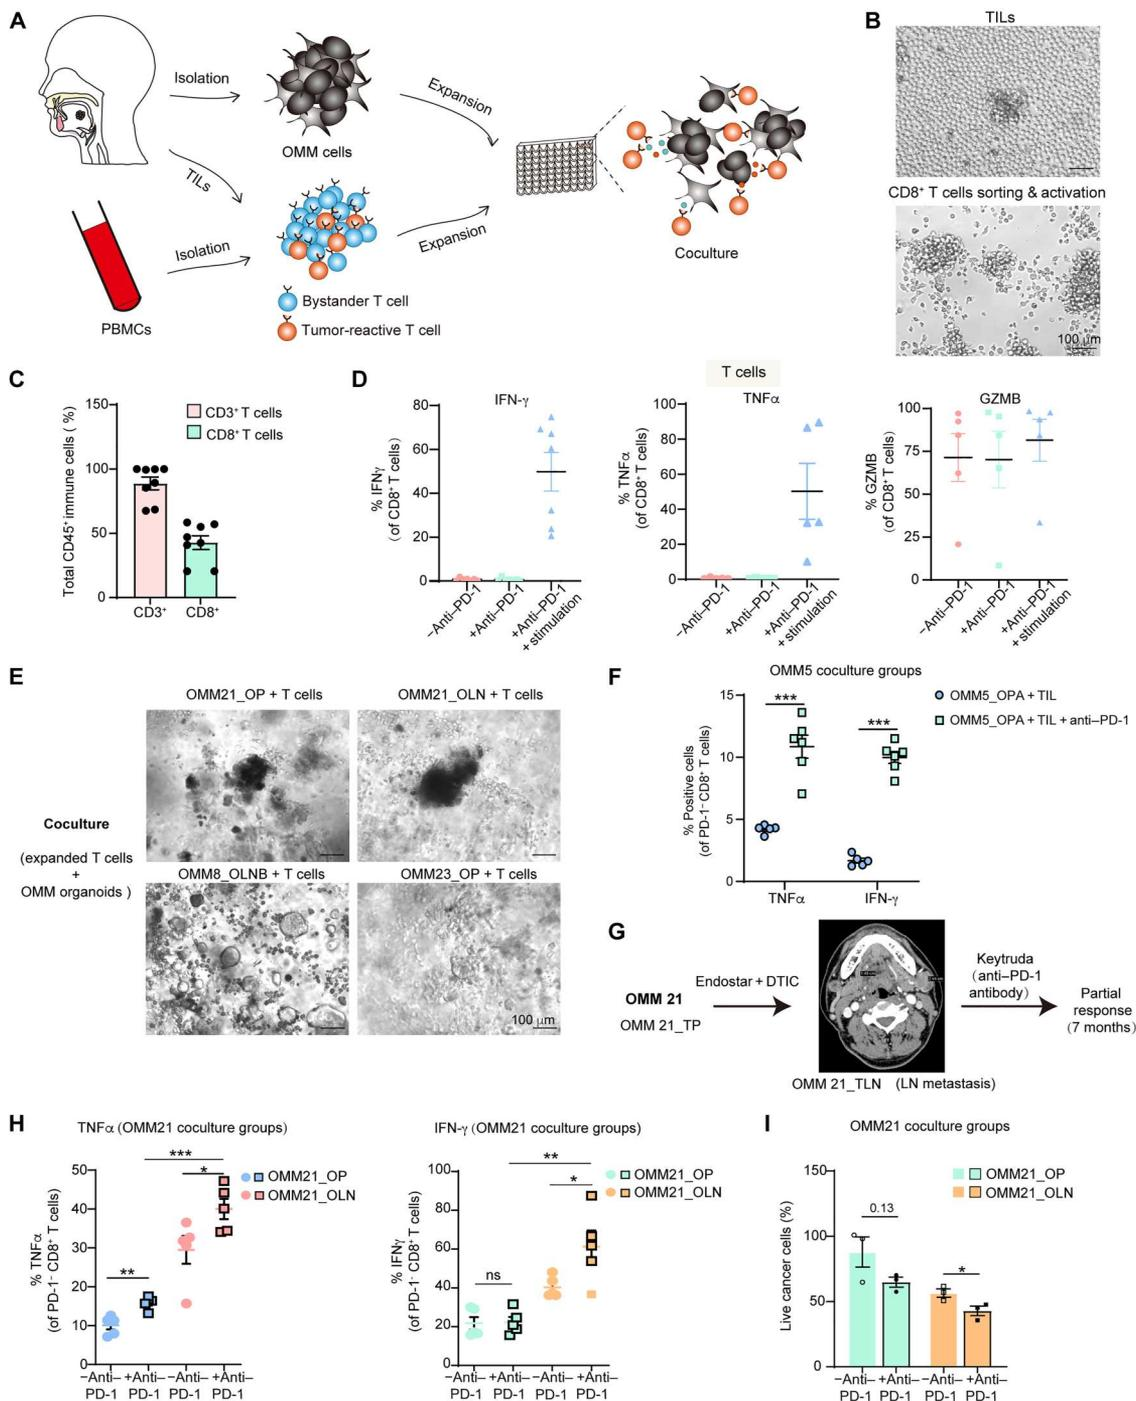 A
Isolation
OMM cells
Expansion
TILs
Isolation
Expansion
PBMCs
Bystander T cell
Tumor-reactive T cell
Coculture
B
TILs
CD8⁺ T cells sorting & activation
100 μm
C
Total CD45⁺ immune cells (%)
150
100
50
0
CD3⁺ T cells
CD8⁺ T cells
CD3⁺
CD8⁺
D
T cells
IFN-γ
% IFNγ
(of CD8⁺ T cells)
80
60
40
20
0
−Anti–PD-1
+Anti–PD-1
+Anti–PD-1
+ stimulation
TNFα
% TNFα
(of CD8⁺ T cells)
100
80
60
40
20
0
−Anti–PD-1
+Anti–PD-1
+Anti–PD-1
+ stimulation
GZMB
% GZMB
(of CD8⁺ T cells)
100
75
50
25
0
−Anti–PD-1
+Anti–PD-1
+Anti–PD-1
+ stimulation
E
OMM21_OP + T cells
OMM21_OLN + T cells
Coculture
(expanded T cells
+
OMM organoids )
OMM8_OLNB + T cells
OMM23_OP + T cells
100 μm
F
OMM5 coculture groups
% Positive cells
(of PD-1⁻ CD8⁺ T cells)
15
10
5
0
***
***
OMM5_OPA + TIL
OMM5_OPA + TIL + anti–PD-1
TNFα
IFN-γ
G
OMM 21
OMM 21_TP
Endostar + DTIC
OMM 21_TLN (LN metastasis)
Keytruda
(anti–PD-1
antibody)
Partial
response
(7 months)
H
TNFα (OMM21 coculture groups)
% TNFα
(of PD-1⁻ CD8⁺ T cells)
50
40
30
20
10
0
***
*
**
OMM21_OP
OMM21_OLN
−Anti–
PD-1
+Anti–
PD-1
−Anti–
PD-1
+Anti–
PD-1
IFN-γ (OMM21 coculture groups)
% IFNγ
(of PD-1⁻ CD8⁺ T cells)
100
80
60
40
20
0
**
*
ns
OMM21_OP
OMM21_OLN
−Anti–
PD-1
+Anti–
PD-1
−Anti–
PD-1
+Anti–
PD-1
I
OMM21 coculture groups
Live cancer cells (%)
150
100
50
0
0.13
*
OMM21_OP
OMM21_OLN
−Anti–
PD-1
+Anti–
PD-1
−Anti–
PD-1
+Anti–
PD-1